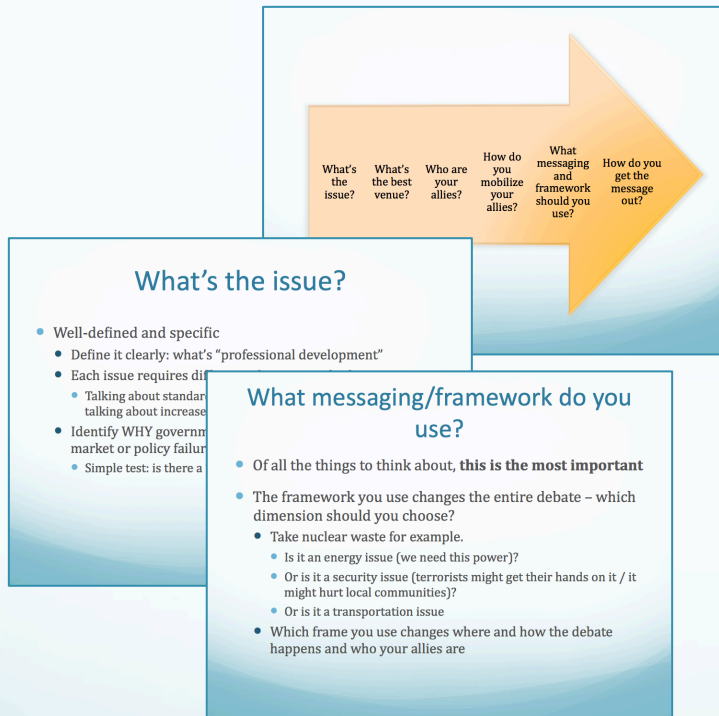 What's
the
issue?
What's
the best
venue?
Who are
your
allies?
How do
you
mobilize
your
allies?
What
messaging
and
framework
should you
use?
How do you
get the
message
out?
What's the issue?
Well-defined and specific
Define it clearly: what's "professional development"
Each issue requires
Talking about
talking about increase
Identify WHY
market or policy
Simple test: is there a
What messaging/framework do you
use?
Of all the things to think about, this is the most important
The framework you use changes the entire debate – which
dimension should you choose?
Take nuclear waste for example.
Is it an energy issue (we need this power)?
Or is it a security issue (terrorists might get their hands on it / it
might hurt local communities)?
Or is it a transportation issue
Which frame you use changes where and how the debate
happens and who your allies are